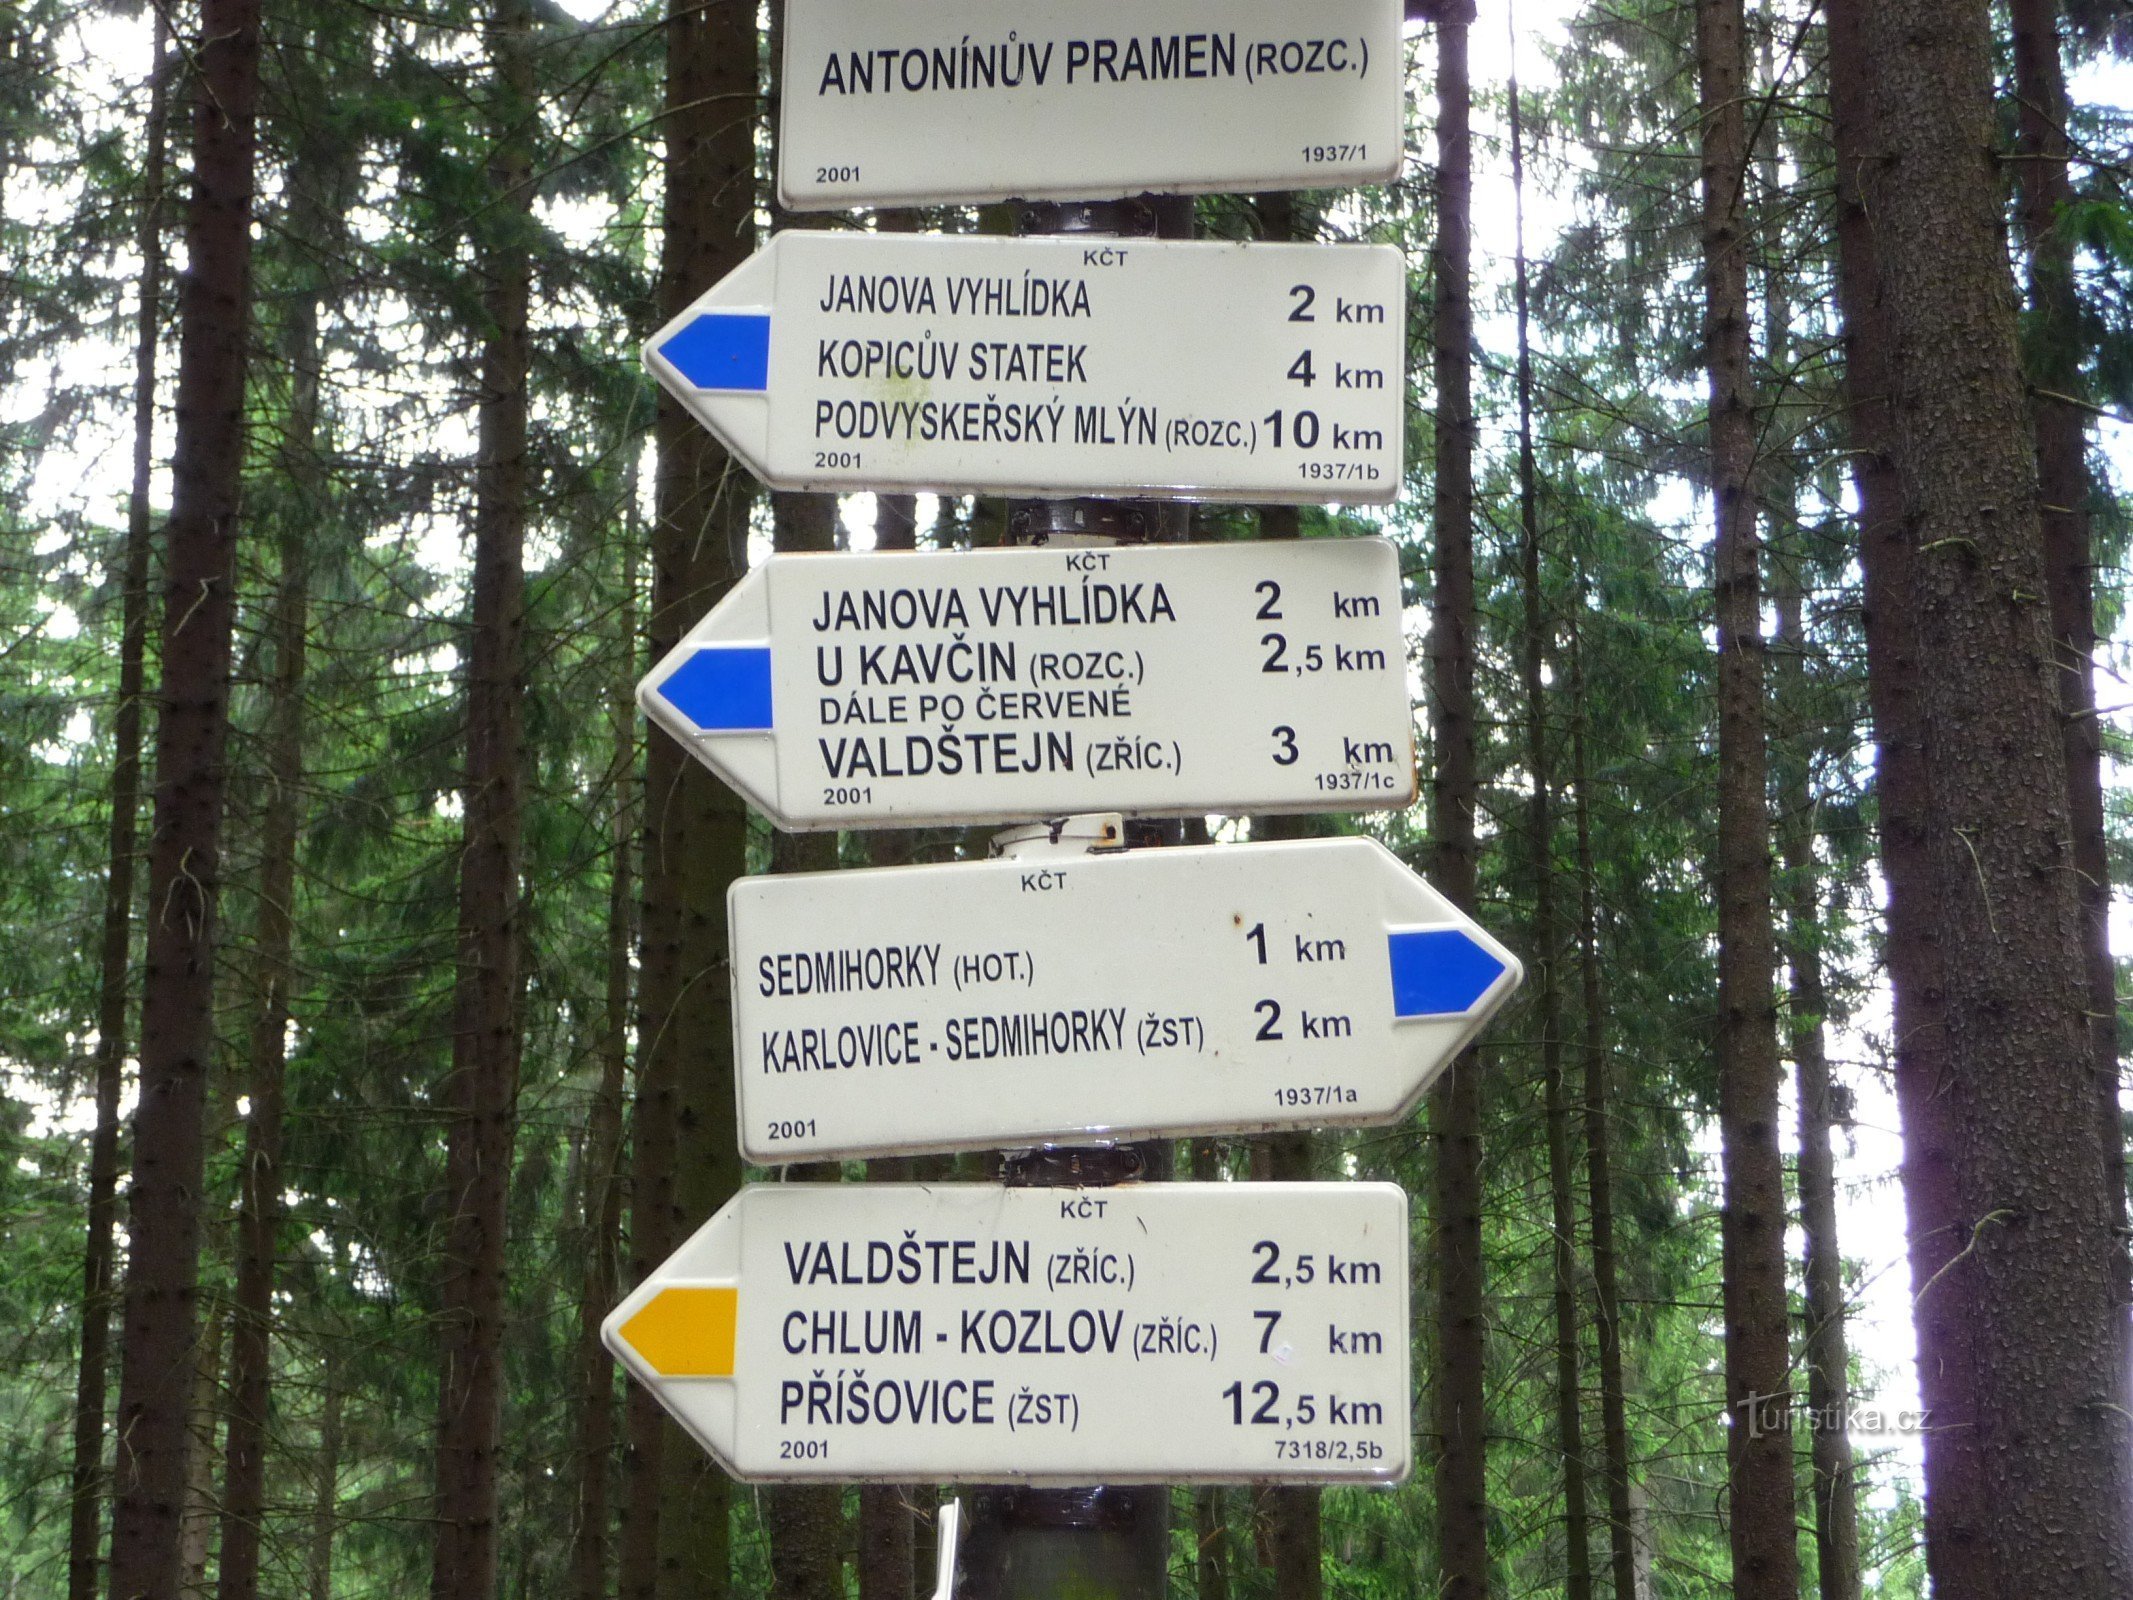 ANTONÍNŮV PRAMEN (ROZC.)
2001 1937/1
KČT
JANOVA VYHLÍDKA 2 km
KOPICŮV STATEK 4 km
PODVYSKEŘSKÝ MLÝN (ROZC.) 10 km
2001 1937/1b
KČT
JANOVA VYHLÍDKA 2 km
U KAVČIN (ROZC.) 2,5 km
DÁLE PO ČERVENÉ
VALDŠTEJN (ZŘÍC.) 3 km
2001 1937/1c
KČT
SEDMIHORKY (HOT.) 1 km
KARLOVICE - SEDMIHORKY (ŽST) 2 km
2001 1937/1a
KČT
VALDŠTEJN (ZŘÍC.) 2,5 km
CHLUM - KOZLOV (ZŘÍC.) 7 km
PŘÍŠOVICE (ŽST) 12,5 km
2001 7318/2,5b
Turistika.cz